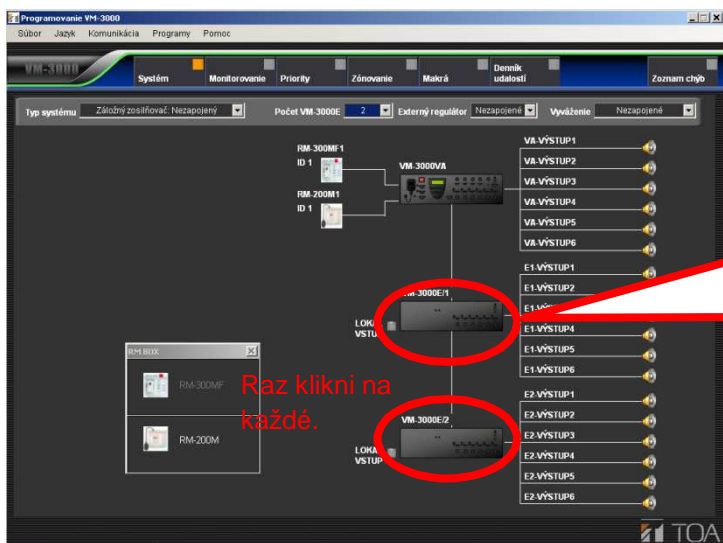 Programovanie VM-3000
Súbor Jazyk Komunikácia Programy Pomoc
VM-3000
Systém Monitorovanie Priority Zónovanie Makrá Denník udalostí Zoznam chýb
Typ systému Záložný zosilňovač: Nezapojený Počet VM-3000E 2 Externý regulátor Nezapojené Vyváženie Nezapojené
RM-300MF1
ID 1
RM-200M1
ID 1
VM-3000VA
VA-VÝSTUP1
VA-VÝSTUP2
VA-VÝSTUP3
VA-VÝSTUP4
VA-VÝSTUP5
VA-VÝSTUP6
VM-3000E/1
LOKÁ
VSTUP
E1-VÝSTUP1
E1-VÝSTUP2
E1-VÝSTUP4
E1-VÝSTUP5
E1-VÝSTUP6
RM BOX
RM-300MF
RM-200M
Raz klikni na
každé.
VM-3000E/2
LOKÁ
VSTUP
E2-VÝSTUP1
E2-VÝSTUP2
E2-VÝSTUP3
E2-VÝSTUP4
E2-VÝSTUP5
E2-VÝSTUP6
TOA